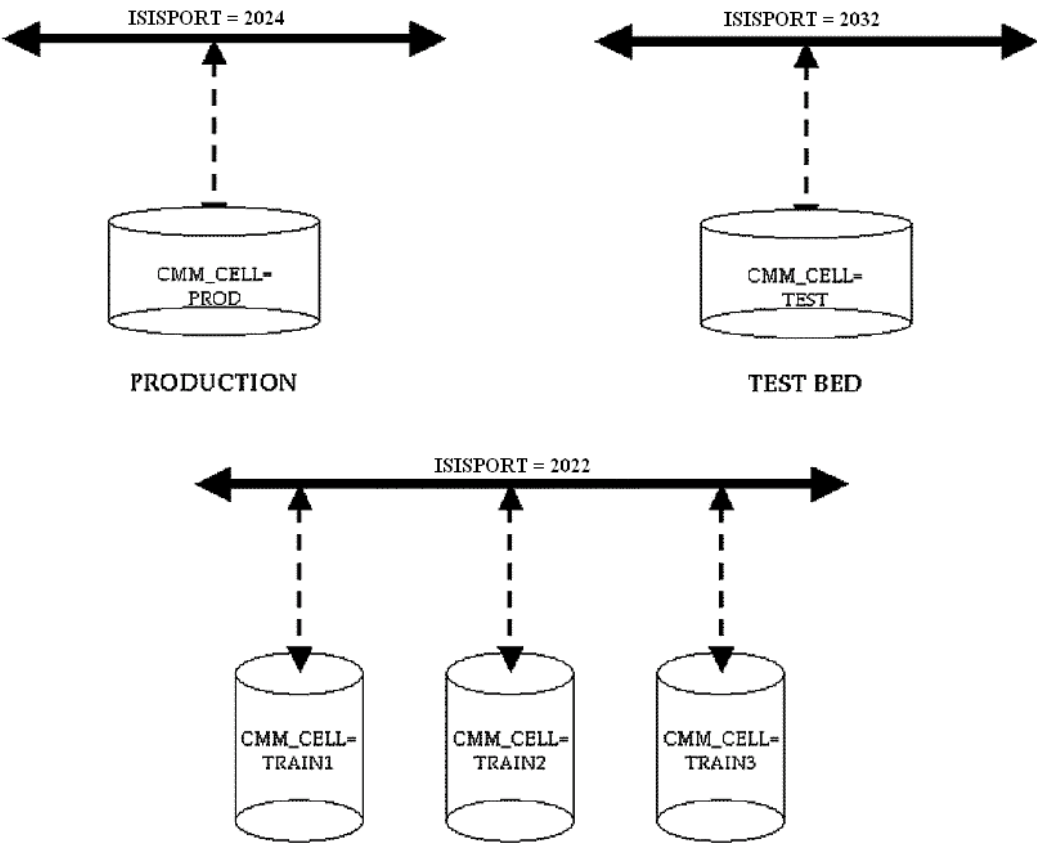 ISISPORT = 2024
ISISPORT = 2032
CMM_CELL=
PROD
CMM_CELL=
TEST
PRODUCTION
TEST BED
ISISPORT = 2022
CMM_CELL=
TRAIN1
CMM_CELL=
TRAIN2
CMM_CELL=
TRAIN3